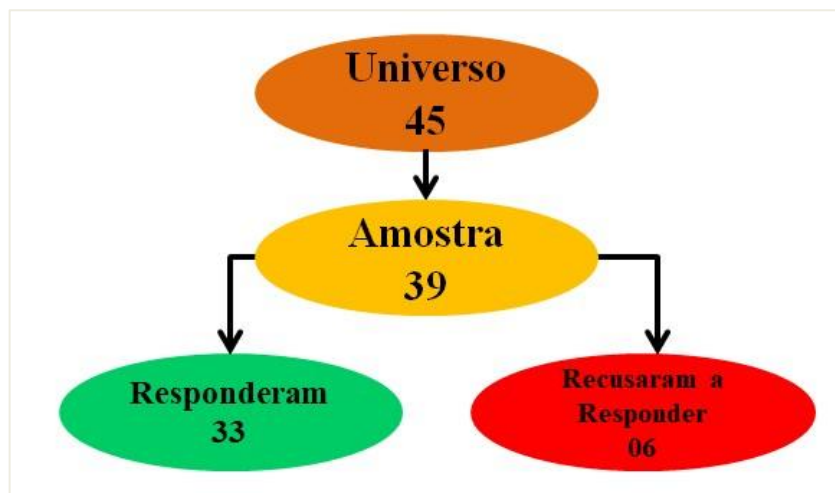 Universo
45
Amostra
39
Responderam
33
Recusaram a
Responder
06